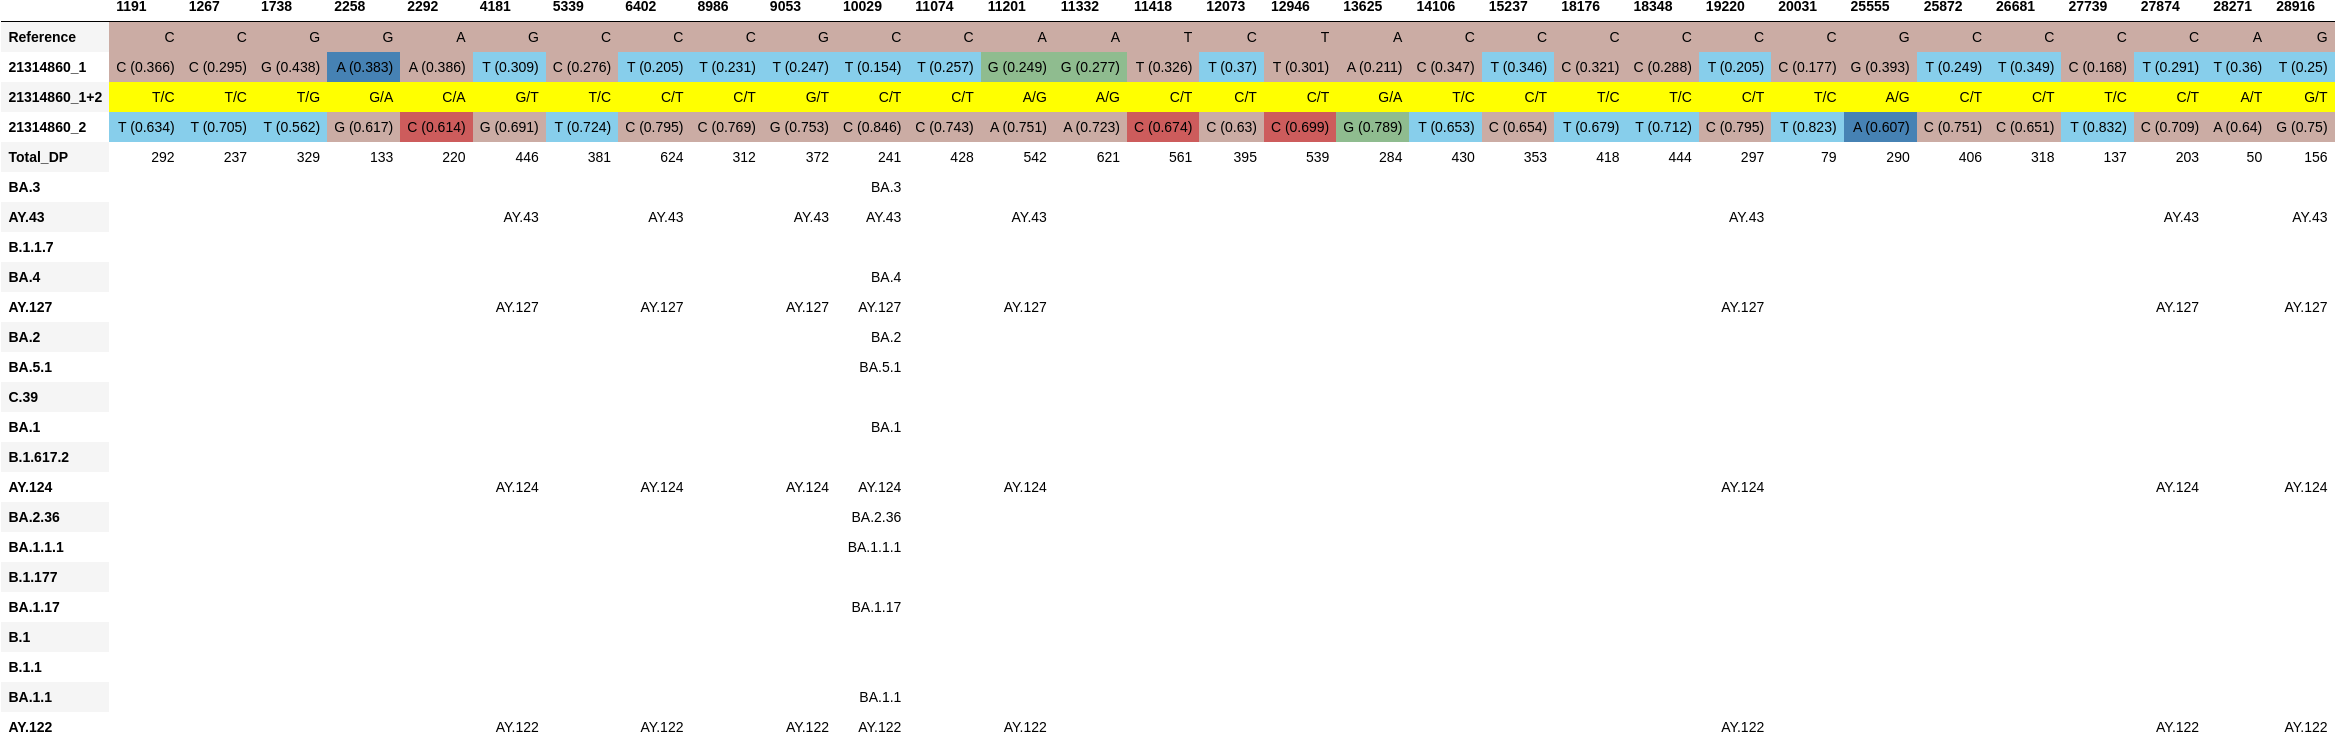 1191 1267 1738 2258 2292 4181 5339 6402 8986 9053 10029 11074 11201 11332 11418 12073 12946 13625 14106 15237 18176 18348 19220 20031 25555 25872 26681 27739 27874 28271 28916
Reference C C G G A G C C C G C C A A T C T A C C C C C C G C C C C A G
21314860_1 C (0.366) C (0.295) G (0.438) A (0.383) A (0.386) T (0.309) C (0.276) T (0.205) T (0.231) T (0.247) T (0.154) T (0.257) G (0.249) G (0.277) T (0.326) T (0.37) T (0.301) A (0.211) C (0.347) T (0.346) C (0.321) C (0.288) T (0.205) C (0.177) G (0.393) T (0.249) T (0.349) C (0.168) T (0.291) T (0.36) T (0.25)
21314860_1+2 T/C T/C T/G G/A C/A G/T T/C C/T C/T G/T C/T C/T A/G A/G C/T C/T C/T G/A T/C C/T T/C T/C C/T T/C A/G C/T C/T T/C C/T A/T G/T
21314860_2 T (0.634) T (0.705) T (0.562) G (0.617) C (0.614) G (0.691) T (0.724) C (0.795) C (0.769) G (0.753) C (0.846) C (0.743) A (0.751) A (0.723) C (0.674) C (0.63) C (0.699) G (0.789) T (0.653) C (0.654) T (0.679) T (0.712) C (0.795) T (0.823) A (0.607) C (0.751) C (0.651) T (0.832) C (0.709) A (0.64) G (0.75)
Total_DP 292 237 329 133 220 446 381 624 312 372 241 428 542 621 561 395 539 284 430 353 418 444 297 79 290 406 318 137 203 50 156
BA.3 BA.3
AY.43 AY.43 AY.43 AY.43 AY.43 AY.43 AY.43 AY.43 AY.43
B.1.1.7
BA.4 BA.4
AY.127 AY.127 AY.127 AY.127 AY.127 AY.127 AY.127 AY.127 AY.127
BA.2 BA.2
BA.5.1 BA.5.1
C.39
BA.1 BA.1
B.1.617.2
AY.124 AY.124 AY.124 AY.124 AY.124 AY.124 AY.124 AY.124 AY.124
BA.2.36 BA.2.36
BA.1.1.1 BA.1.1.1
B.1.177
BA.1.17 BA.1.17
B.1
B.1.1
BA.1.1 BA.1.1
AY.122 AY.122 AY.122 AY.122 AY.122 AY.122 AY.122 AY.122 AY.122